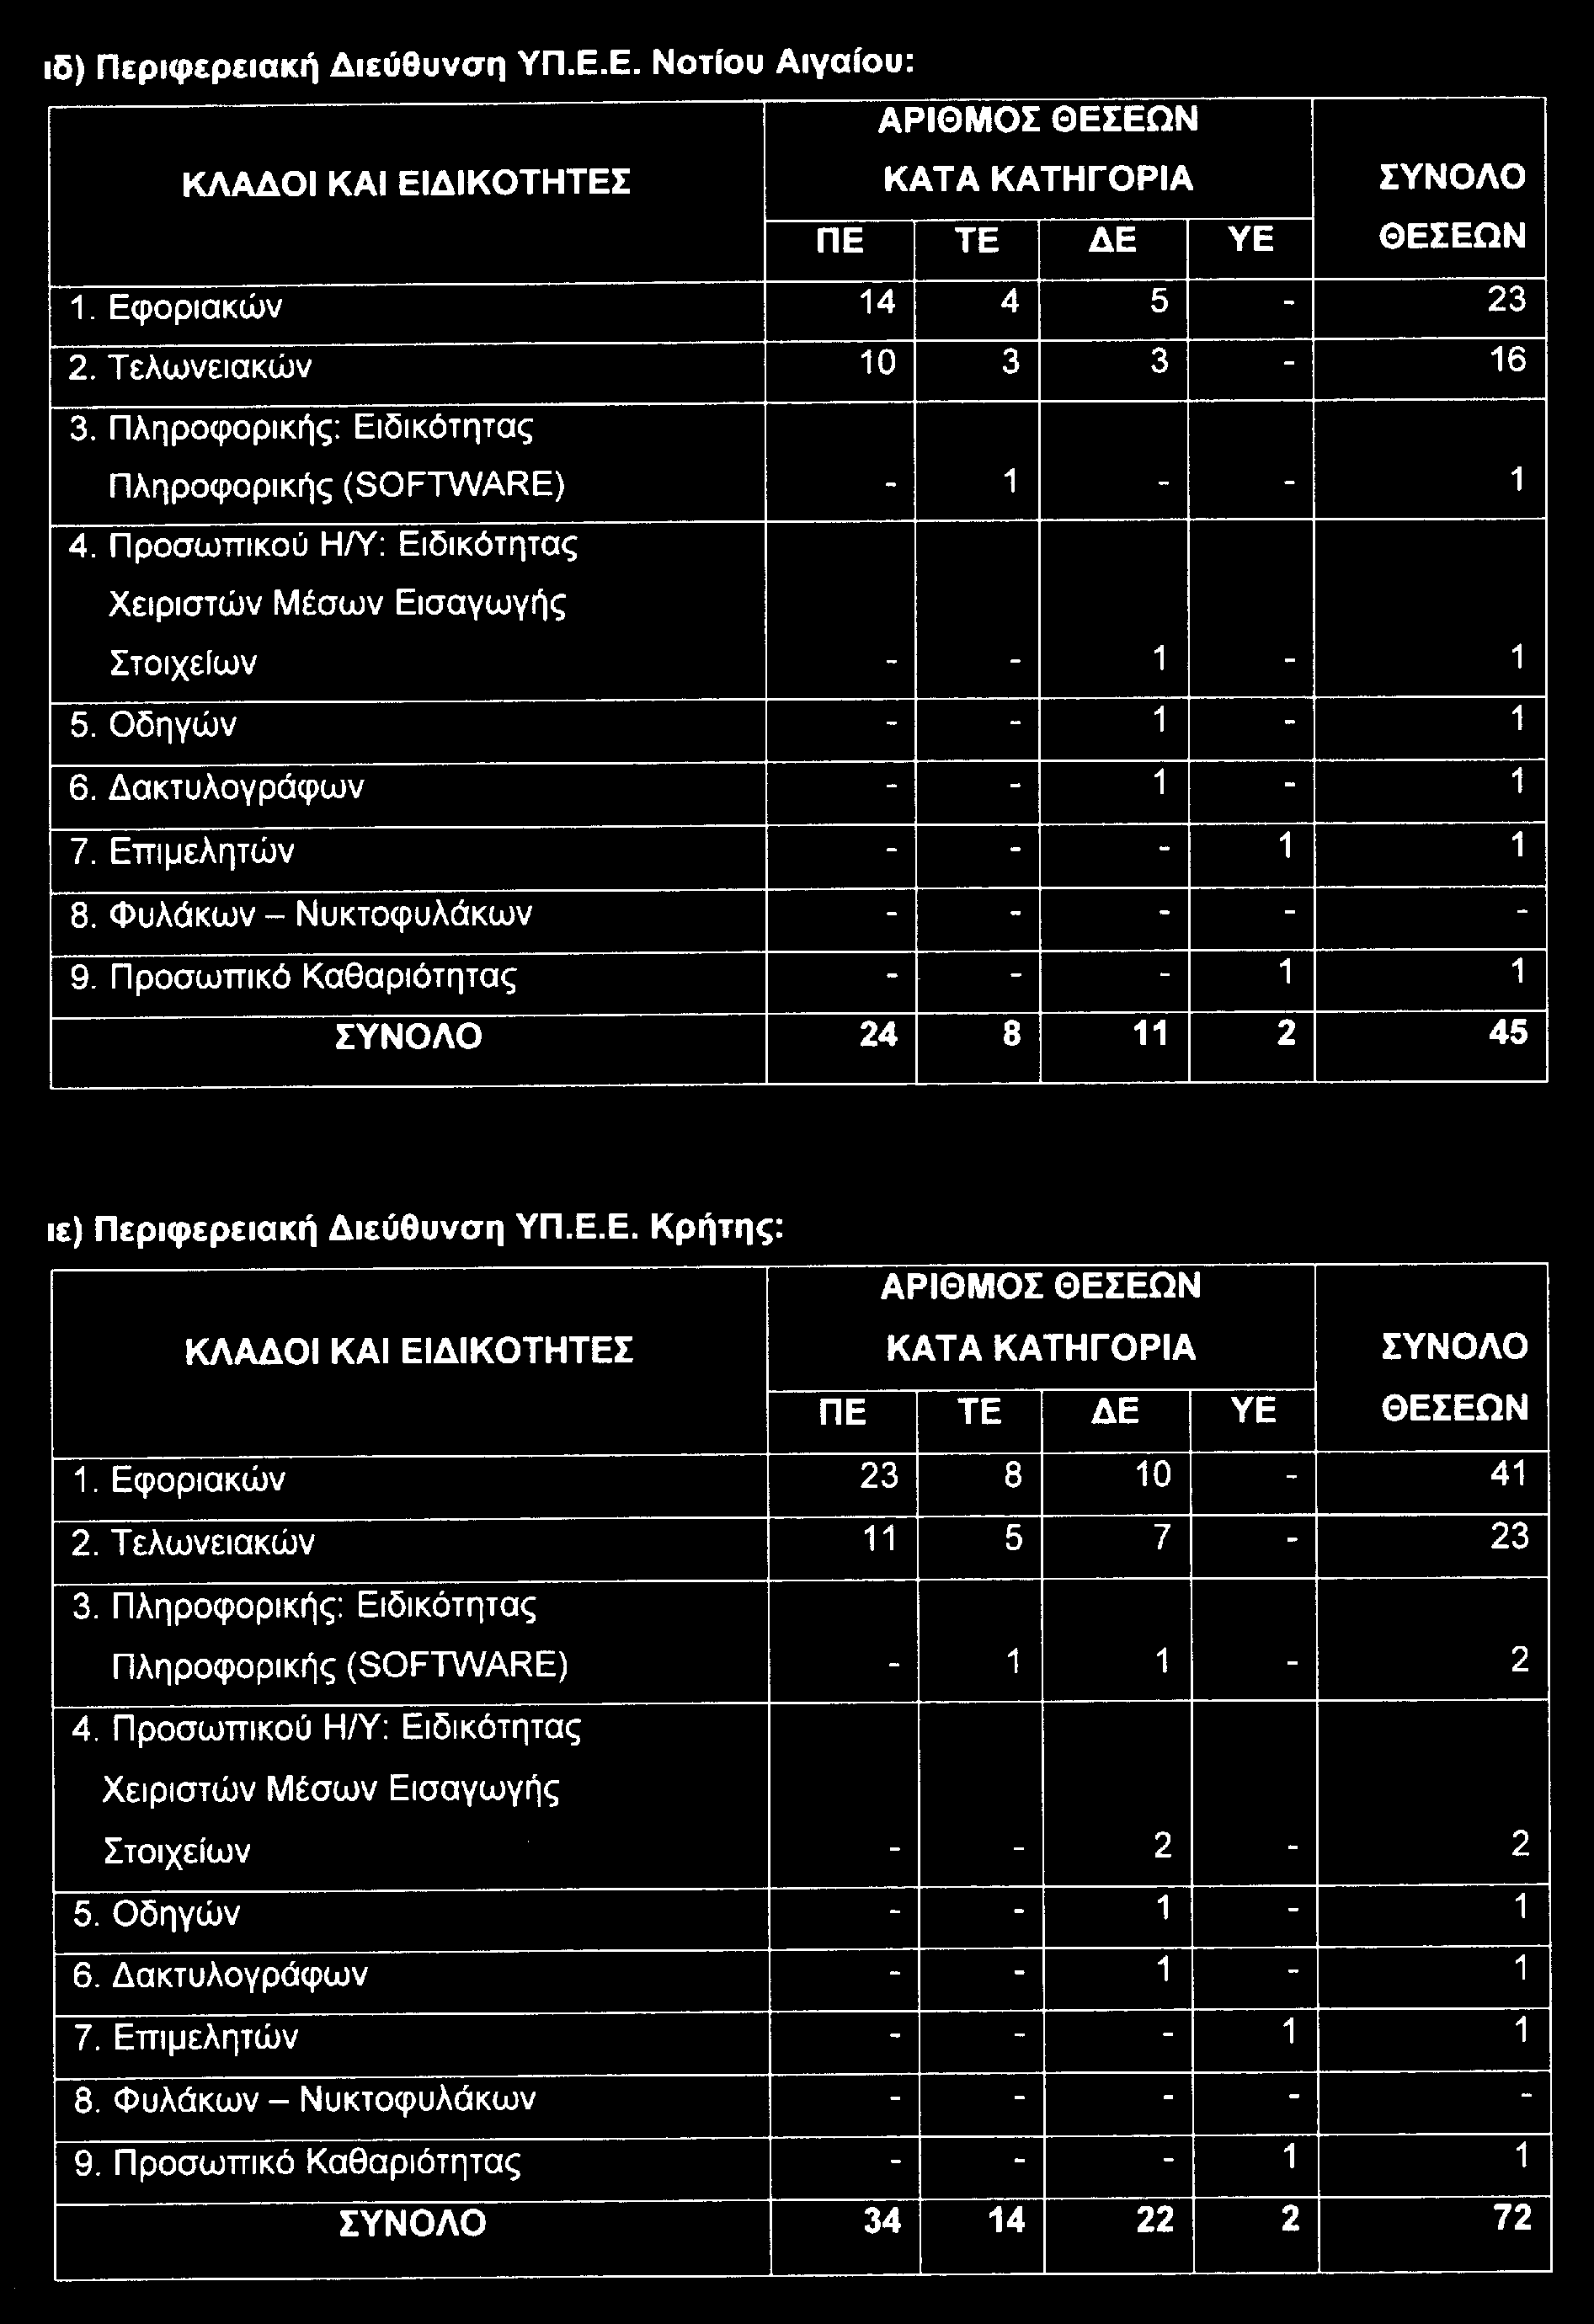 ιδ) Περιφερειακή Διεύθυνση ΥΠ.Ε.Ε. Νοτίου Αιγαίου:
ΑΡΙΘΜΟΣ ΘΕΣΕΩΝ
ΚΛΑΔΟΙ ΚΑΙ ΕΙΔΙΚΟΤΗΤΕΣ ΚΑΤΑ ΚΑΤΗΓΟΡΙΑ ΣΥΝΟΛΟ
ΠΕ ΤΕ ΔΕ ΥΕ ΘΕΣΕΩΝ
1. Εφοριακών 14 4 5 - 23
2. Τελωνειακών 10 3 3 - 16
3. Πληροφορικής: Ειδικότητας
Πληροφορικής (SOFTWARE) - 1 - - 1
4. Προσωπικού Η/Υ: Ειδικότητας
Χειριστών Μέσων Εισαγωγής
Στοιχείων - - 1 - 1
5. Οδηγών - - 1 - 1
6. Δακτυλογράφων - - 1 - 1
7. Επιμελητών - - - 1 1
8. Φυλάκων – Νυκτοφυλάκων - - - - -
9. Προσωπικό Καθαριότητας - - - 1 1
ΣΥΝΟΛΟ 24 8 11 2 45
ιε) Περιφερειακή Διεύθυνση ΥΠ.Ε.Ε. Κρήτης:
ΑΡΙΘΜΟΣ ΘΕΣΕΩΝ
ΚΛΑΔΟΙ ΚΑΙ ΕΙΔΙΚΟΤΗΤΕΣ ΚΑΤΑ ΚΑΤΗΓΟΡΙΑ ΣΥΝΟΛΟ
ΠΕ ΤΕ ΔΕ ΥΕ ΘΕΣΕΩΝ
1. Εφοριακών 23 8 10 - 41
2. Τελωνειακών 11 5 7 - 23
3. Πληροφορικής: Ειδικότητας
Πληροφορικής (SOFTWARE) - 1 1 - 2
4. Προσωπικού Η/Υ: Ειδικότητας
Χειριστών Μέσων Εισαγωγής
Στοιχείων - - 2 - 2
5. Οδηγών - - 1 - 1
6. Δακτυλογράφων - - 1 - 1
7. Επιμελητών - - - 1 1
8. Φυλάκων – Νυκτοφυλάκων - - - - -
9. Προσωπικό Καθαριότητας - - - 1 1
ΣΥΝΟΛΟ 34 14 22 2 72